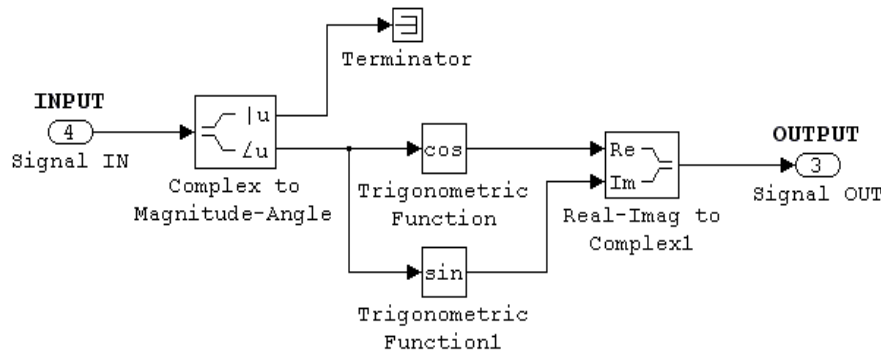 Terminator
INPUT
4
Signal IN
|u|
∠u
Complex to
Magnitude-Angle
cos
Trigonometric
Function
sin
Trigonometric
Function1
Re
Im
Real-Imag to
Complex1
OUTPUT
3
Signal OUT